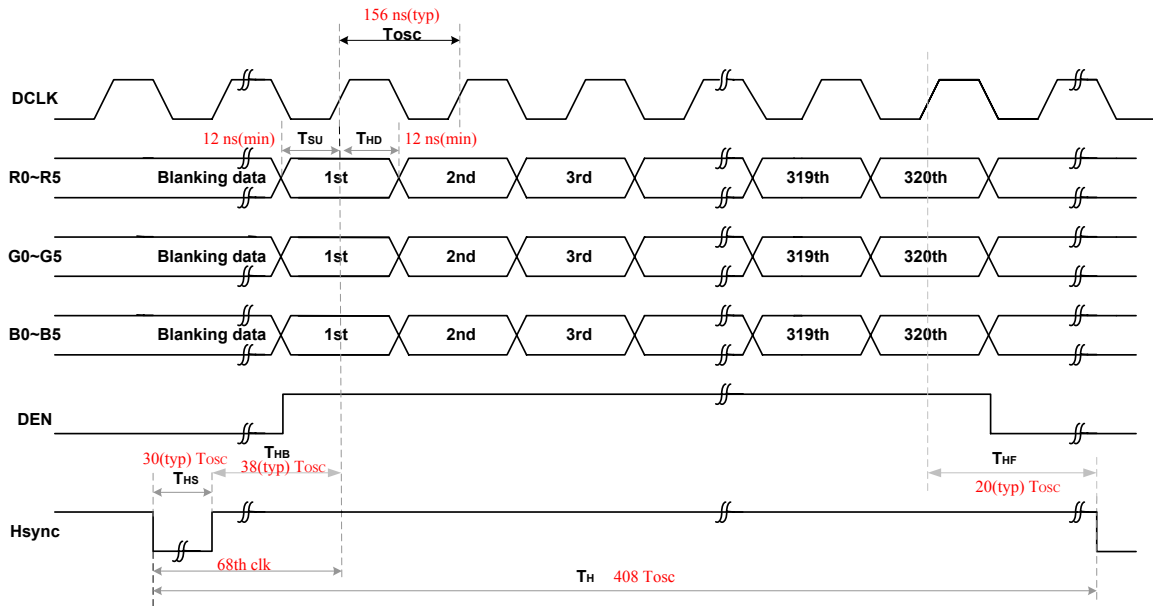 156 ns(typ)
Tosc
DCLK
12 ns(min) TSU THD 12 ns(min)
R0~R5 Blanking data 1st 2nd 3rd 319th 320th
G0~G5 Blanking data 1st 2nd 3rd 319th 320th
B0~B5 Blanking data 1st 2nd 3rd 319th 320th
DEN
30(typ) Tosc THB THF
THS 38(typ) Tosc 20(typ) Tosc
Hsync
68th clk
TH 408 Tosc